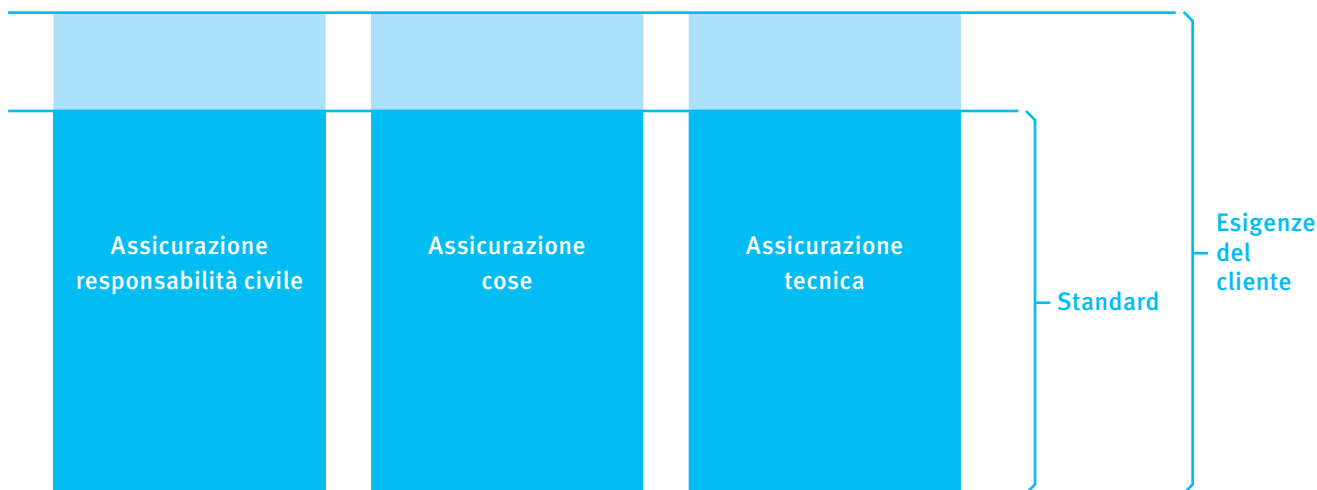 Assicurazione
responsabilità civile
Assicurazione
cose
Assicurazione
tecnica
Standard
Esigenze
del
cliente